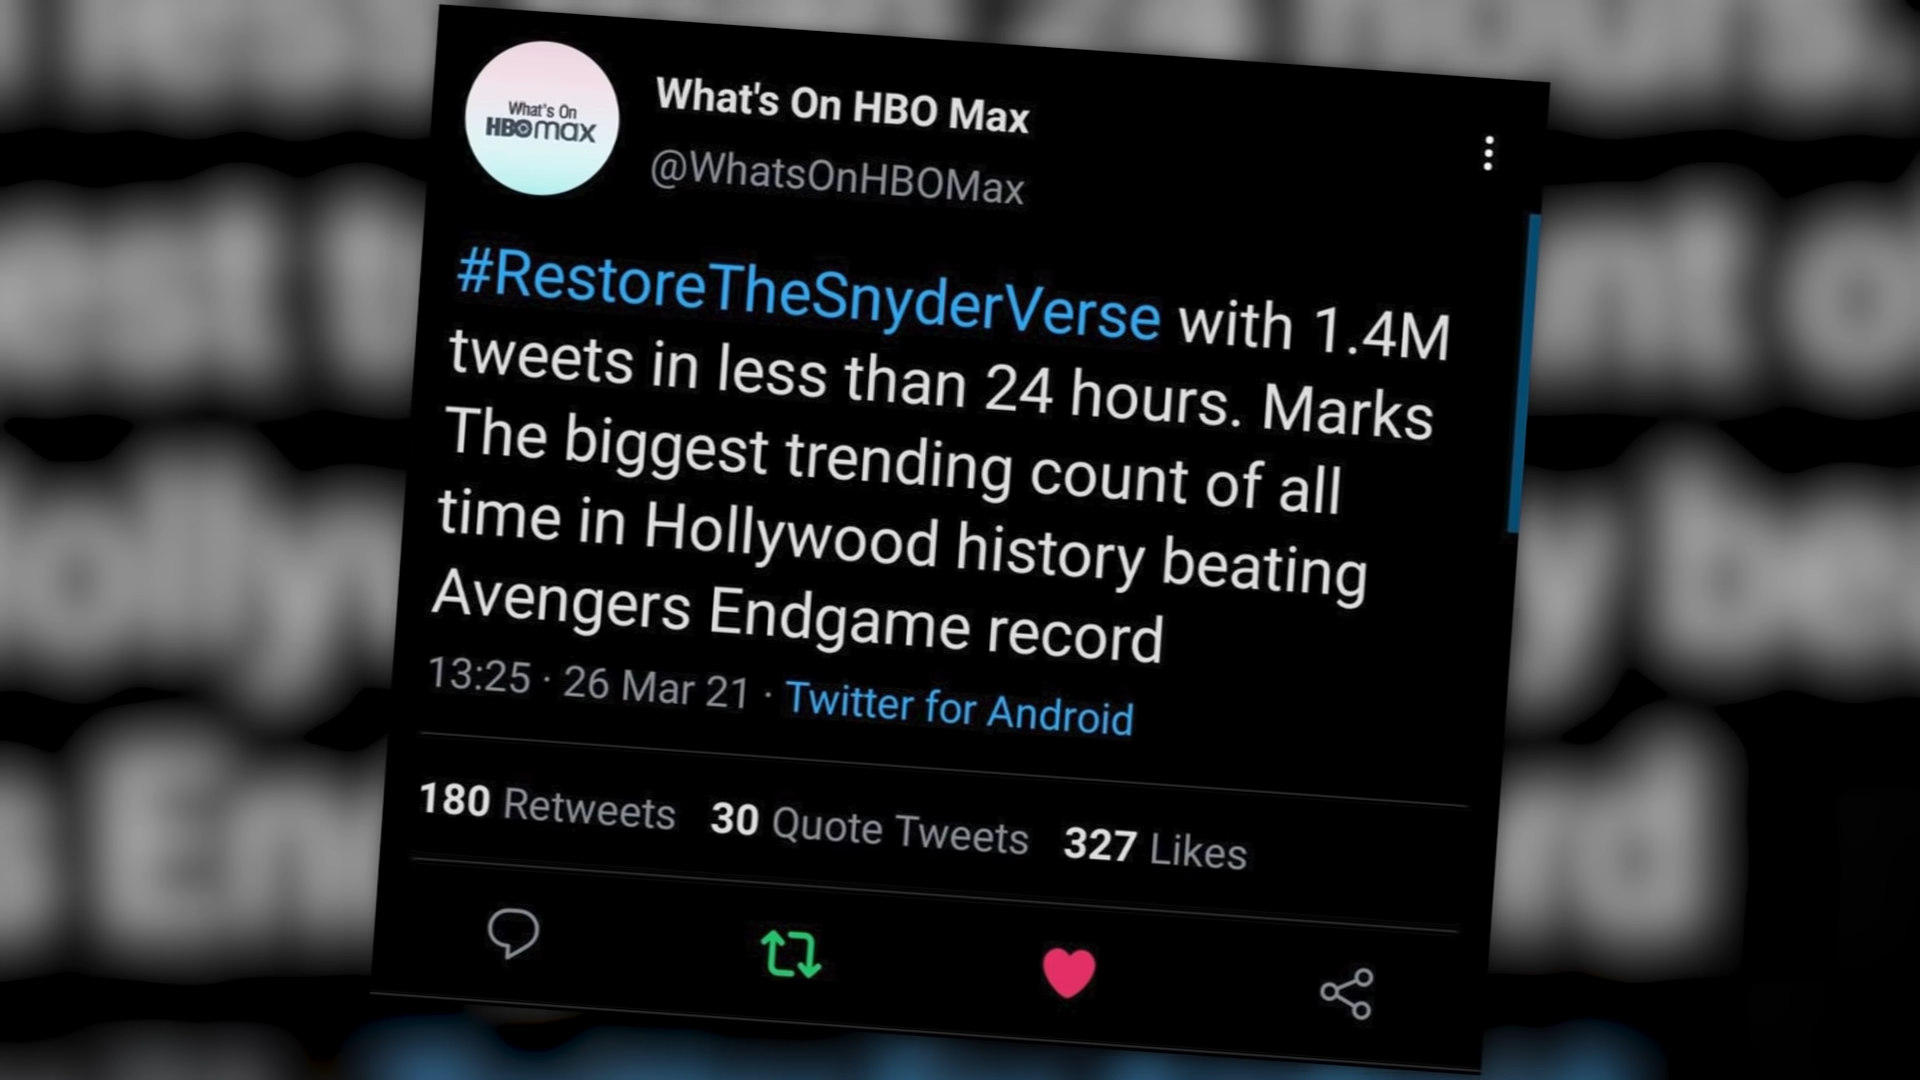 What's On
HBO max
What's On HBO Max
@WhatsOnHBOMax
#RestoreTheSnyderVerse with 1.4M
tweets in less than 24 hours. Marks
The biggest trending count of all
time in Hollywood history beating
Avengers Endgame record
13:25 · 26 Mar 21 · Twitter for Android
180 Retweets 30 Quote Tweets 327 Likes